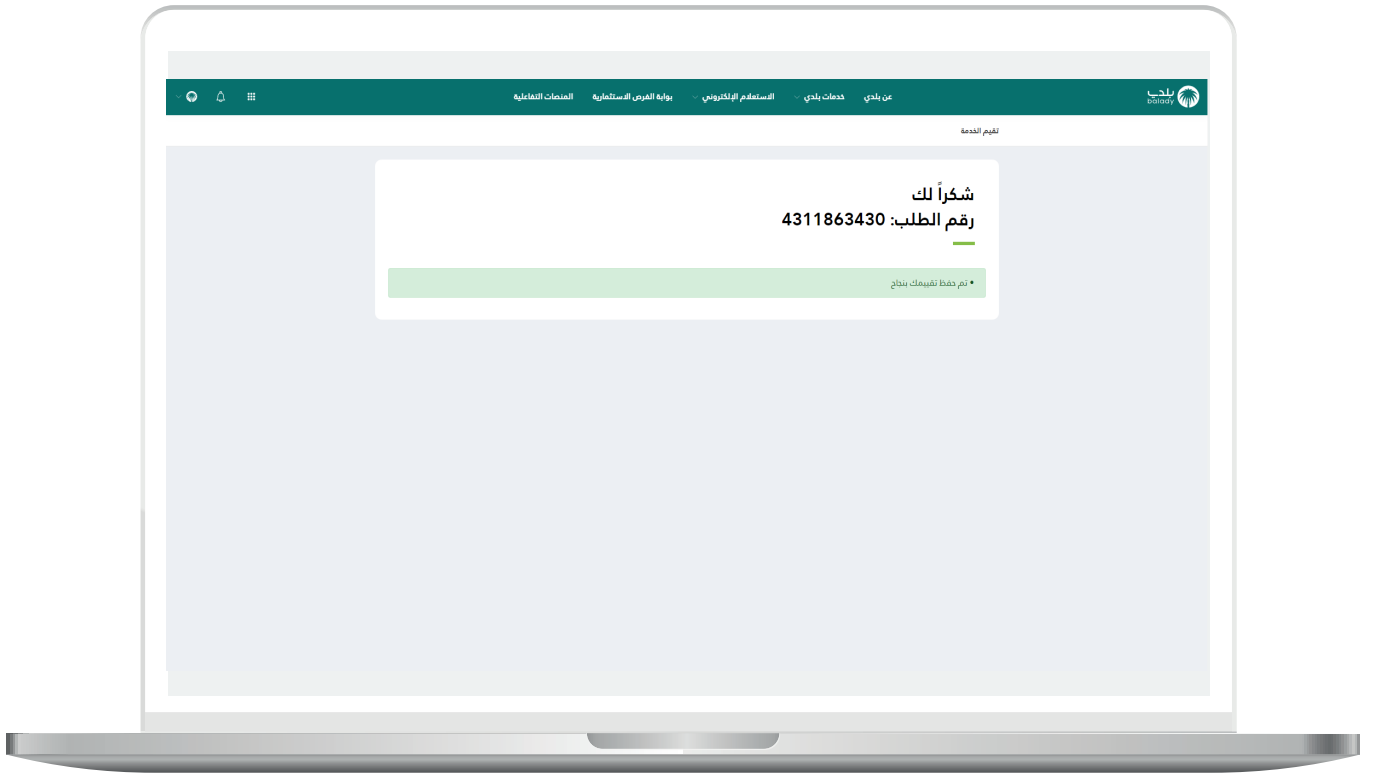 بلدي
balady
عن بلدي خدمات بلدي الاستعلام الإلكتروني بوابة الفرص الاستثمارية المنصات التفاعلية
تقيم الخدمة
شكراً لك
رقم الطلب: 4311863430
• تم حفظ تقييمك بنجاح